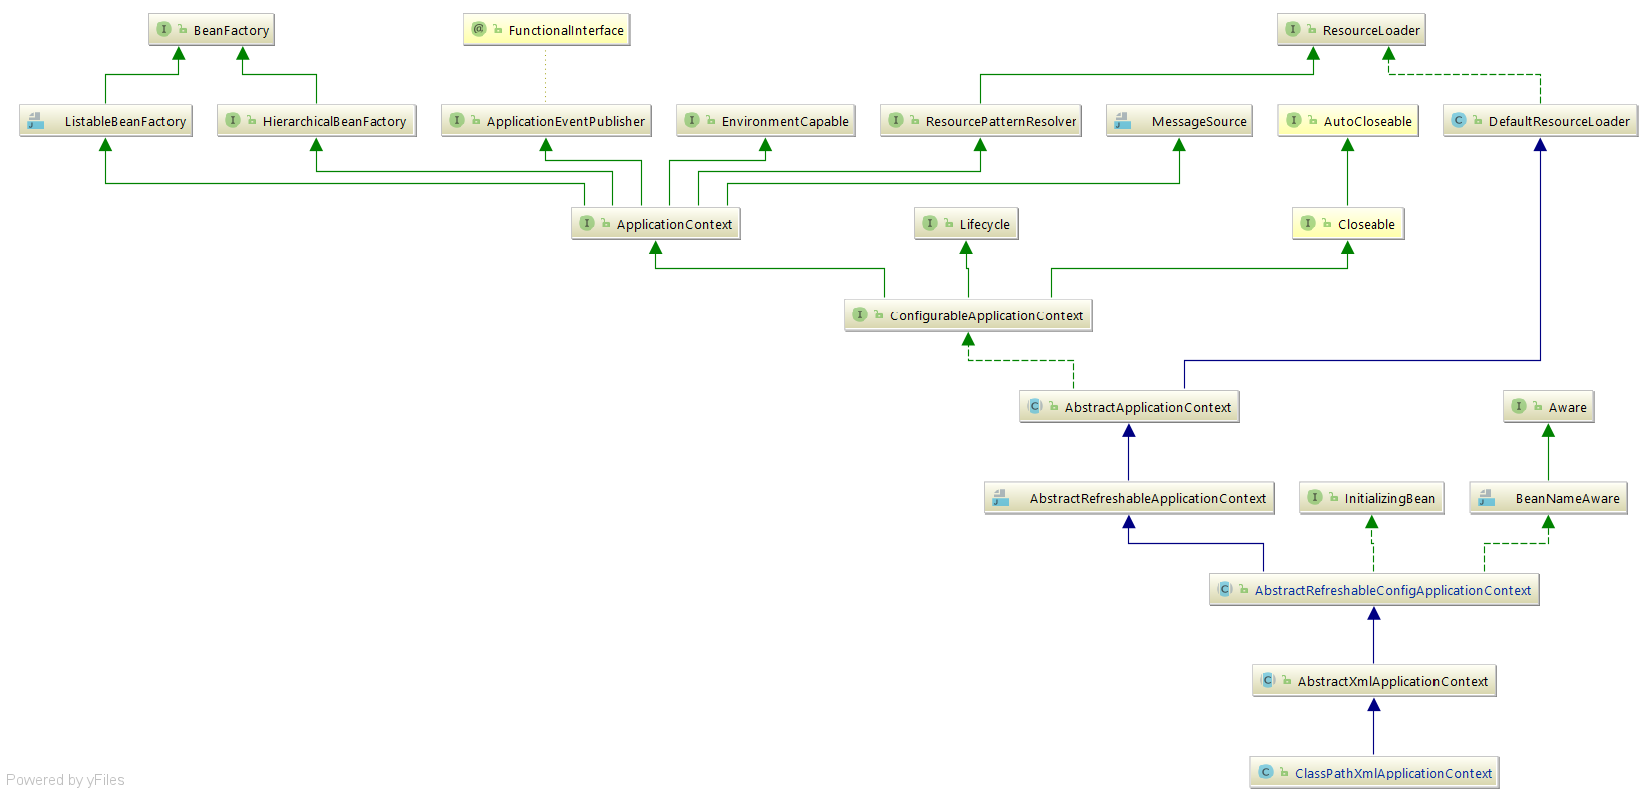 BeanFactory
FunctionalInterface
ResourceLoader
ListableBeanFactory
HierarchicalBeanFactory
ApplicationEventPublisher
EnvironmentCapable
ResourcePatternResolver
MessageSource
AutoCloseable
DefaultResourceLoader
ApplicationContext
Lifecycle
Closeable
ConfigurableApplicationContext
AbstractApplicationContext
Aware
AbstractRefreshableApplicationContext
InitializingBean
BeanNameAware
AbstractRefreshableConfigApplicationContext
AbstractXmlApplicationContext
ClassPathXmlApplicationContext
Powered by yFiles